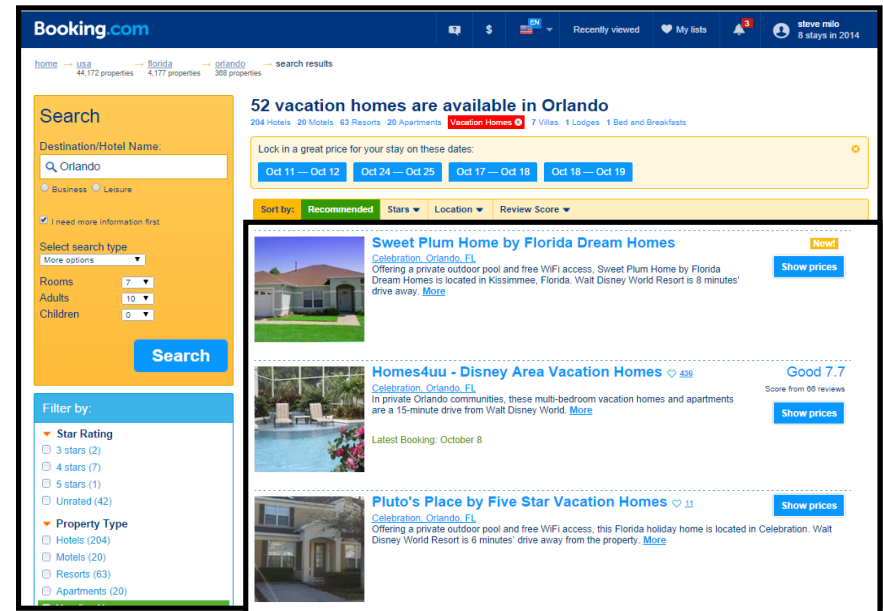 Booking.com
$
EN
Recently viewed
My lists
3
steve milo
8 stays in 2014
home → usa → florida → orlando → search results
44,172 properties 4,177 properties 368 properties
Search
Destination/Hotel Name:
Orlando
Business Leisure
I need more information first
Select search type
More options
Rooms 7
Adults 10
Children 0
Search
Filter by:
Star Rating
3 stars (2)
4 stars (7)
5 stars (1)
Unrated (42)
Property Type
Hotels (204)
Motels (20)
Resorts (63)
Apartments (20)
52 vacation homes are available in Orlando
204 Hotels 20 Motels 63 Resorts 20 Apartments Vacation Homes 7 Villas 1 Lodges 1 Bed and Breakfasts
Lock in a great price for your stay on these dates:
Oct 11 — Oct 12 Oct 24 — Oct 25 Oct 17 — Oct 18 Oct 18 — Oct 19
Sort by: Recommended Stars Location Review Score
Sweet Plum Home by Florida Dream Homes
New!
Celebration, Orlando, FL
Show prices
Offering a private outdoor pool and free WiFi access, Sweet Plum Home by Florida
Dream Homes is located in Kissimmee, Florida. Walt Disney World Resort is 8 minutes'
drive away. More
Homes4uu - Disney Area Vacation Homes 436
Good 7.7
Celebration, Orlando, FL
Score from 66 reviews
In private Orlando communities, these multi-bedroom vacation homes and apartments
are a 15-minute drive from Walt Disney World. More
Show prices
Latest Booking: October 8
Pluto's Place by Five Star Vacation Homes 11
Show prices
Celebration, Orlando, FL
Offering a private outdoor pool and free WiFi access, this Florida holiday home is located in Celebration. Walt
Disney World Resort is 6 minutes' drive away from the property. More